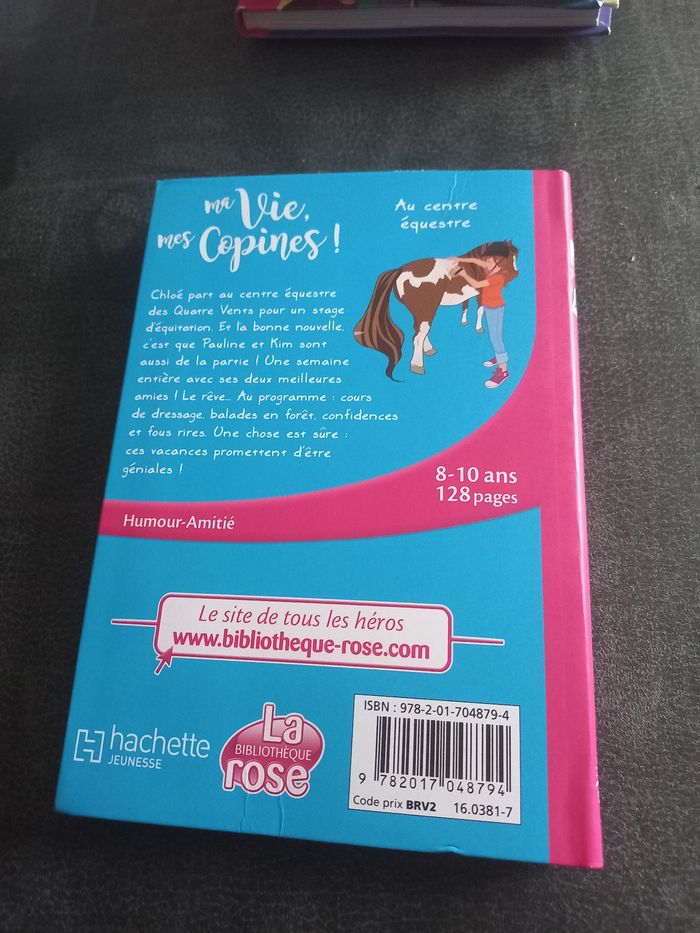 ma Vie,
mes Copines !
Au centre
équestre
Chloé part au centre équestre
des Quatre Vents pour un stage
d'équitation. Et la bonne nouvelle,
c'est que Pauline et Kim sont
aussi de la partie ! Une semaine
entière avec ses deux meilleures
amies ! Le rêve... Au programme : cours
de dressage, balades en forêt, confidences
et fous rires. Une chose est sûre :
ces vacances promettent d'être
géniales !
8-10 ans
128 pages
Humour-Amitié
Le site de tous les héros
www.bibliotheque-rose.com
hachette
JEUNESSE
La
BIBLIOTHÈQUE
rose
ISBN : 978-2-01-704879-4
9 782017 048794
Code prix BRV2 16.0381-7